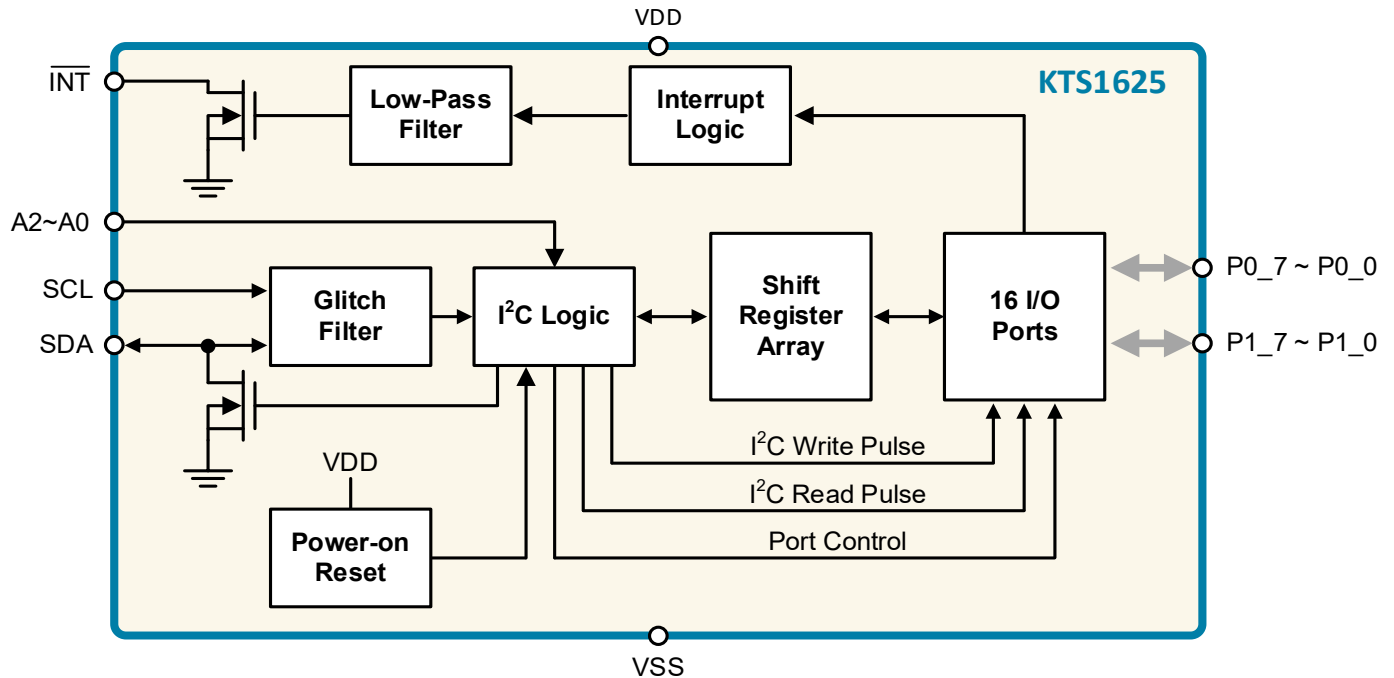 VDD
INT
KTS1625
Low-Pass
Filter
Interrupt
Logic
A2~A0
SCL
SDA
Glitch
Filter
I²C Logic
Shift
Register
Array
16 I/O
Ports
P0_7 ~ P0_0
P1_7 ~ P1_0
I²C Write Pulse
I²C Read Pulse
Port Control
VDD
Power-on
Reset
VSS